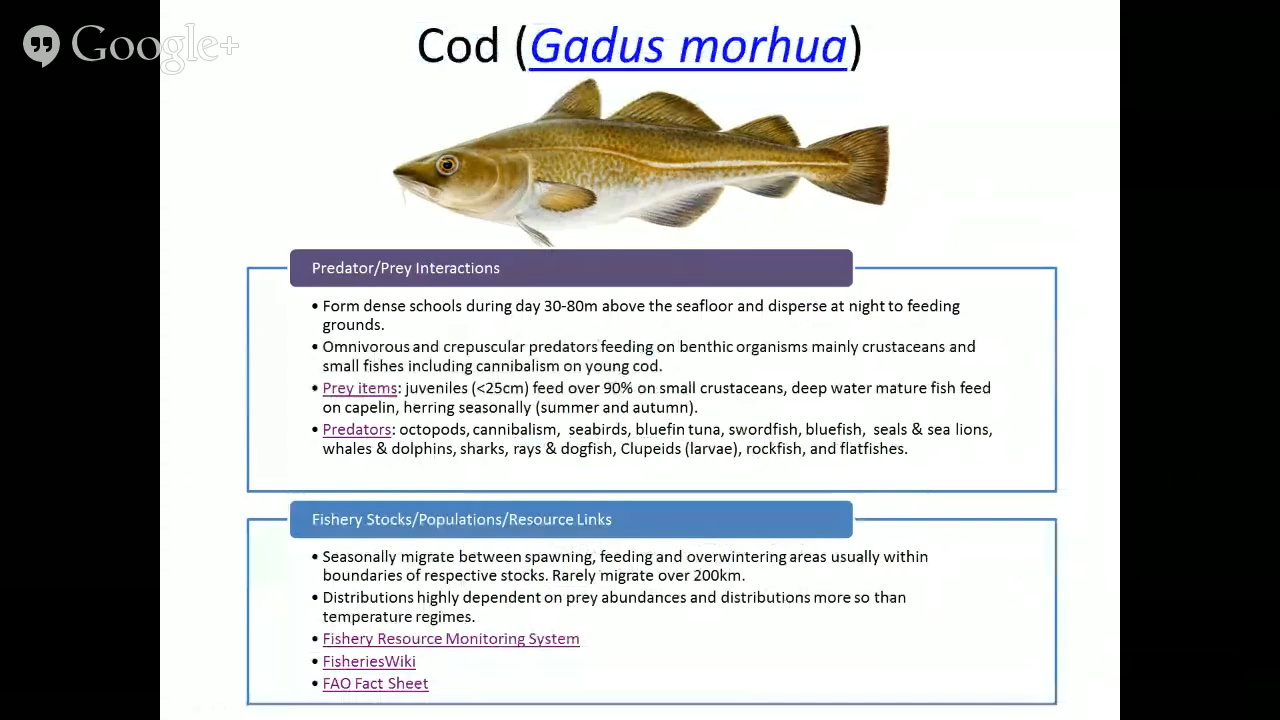 Google+
Cod (Gadus morhua)
Predator/Prey Interactions
• Form dense schools during day 30-80m above the seafloor and disperse at night to feeding
grounds.
• Omnivorous and crepuscular predators feeding on benthic organisms mainly crustaceans and
small fishes including cannibalism on young cod.
• Prey items: juveniles (<25cm) feed over 90% on small crustaceans, deep water mature fish feed
on capelin, herring seasonally (summer and autumn).
• Predators: octopods, cannibalism, seabirds, bluefin tuna, swordfish, bluefish, seals & sea lions,
whales & dolphins, sharks, rays & dogfish, Clupeids (larvae), rockfish, and flatfishes.
Fishery Stocks/Populations/Resource Links
• Seasonally migrate between spawning, feeding and overwintering areas usually within
boundaries of respective stocks. Rarely migrate over 200km.
• Distributions highly dependent on prey abundances and distributions more so than
temperature regimes.
• Fishery Resource Monitoring System
• FisheriesWiki
• FAO Fact Sheet